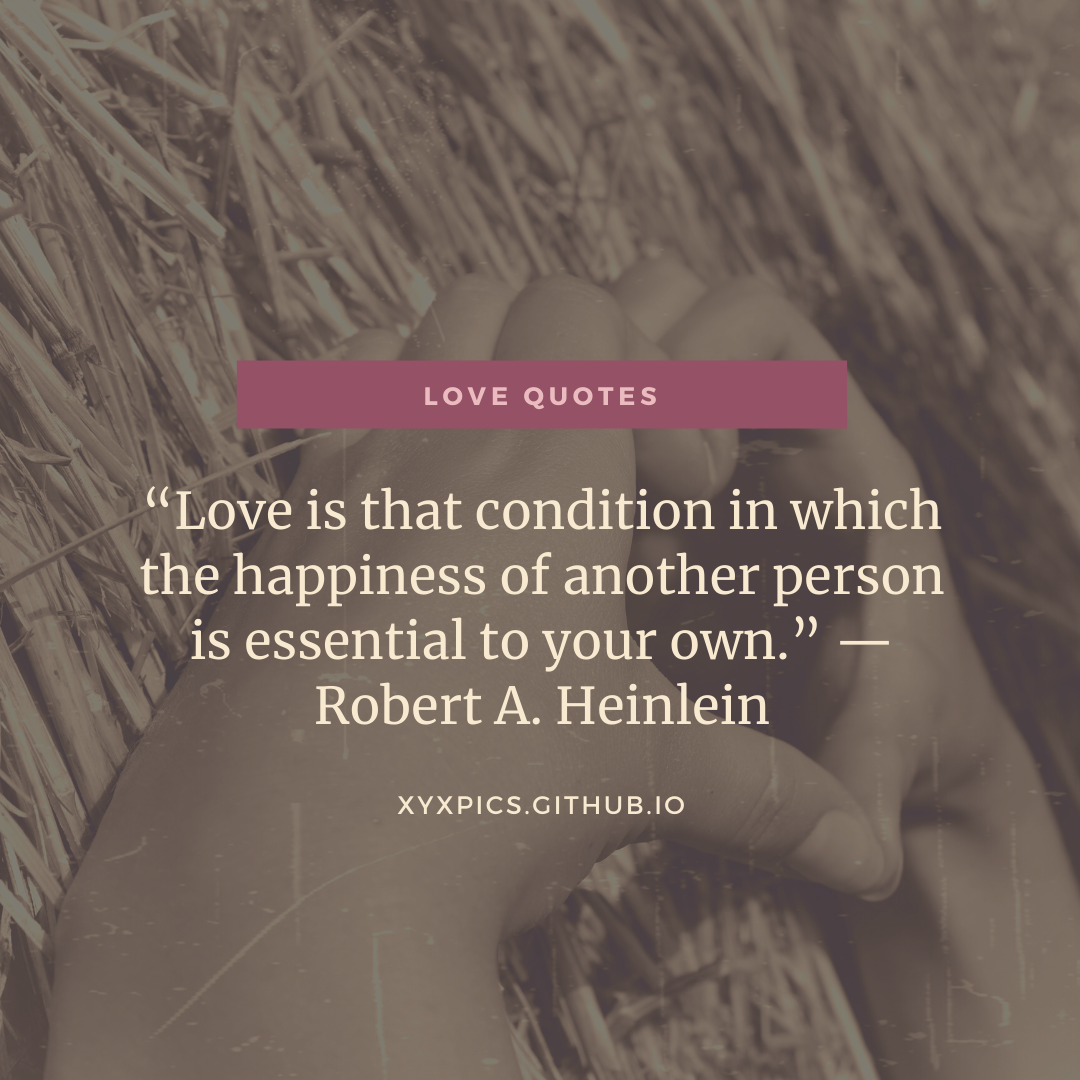 LOVE QUOTES
“Love is that condition in which
the happiness of another person
is essential to your own.” —
Robert A. Heinlein
XYXPICS.GITHUB.IO